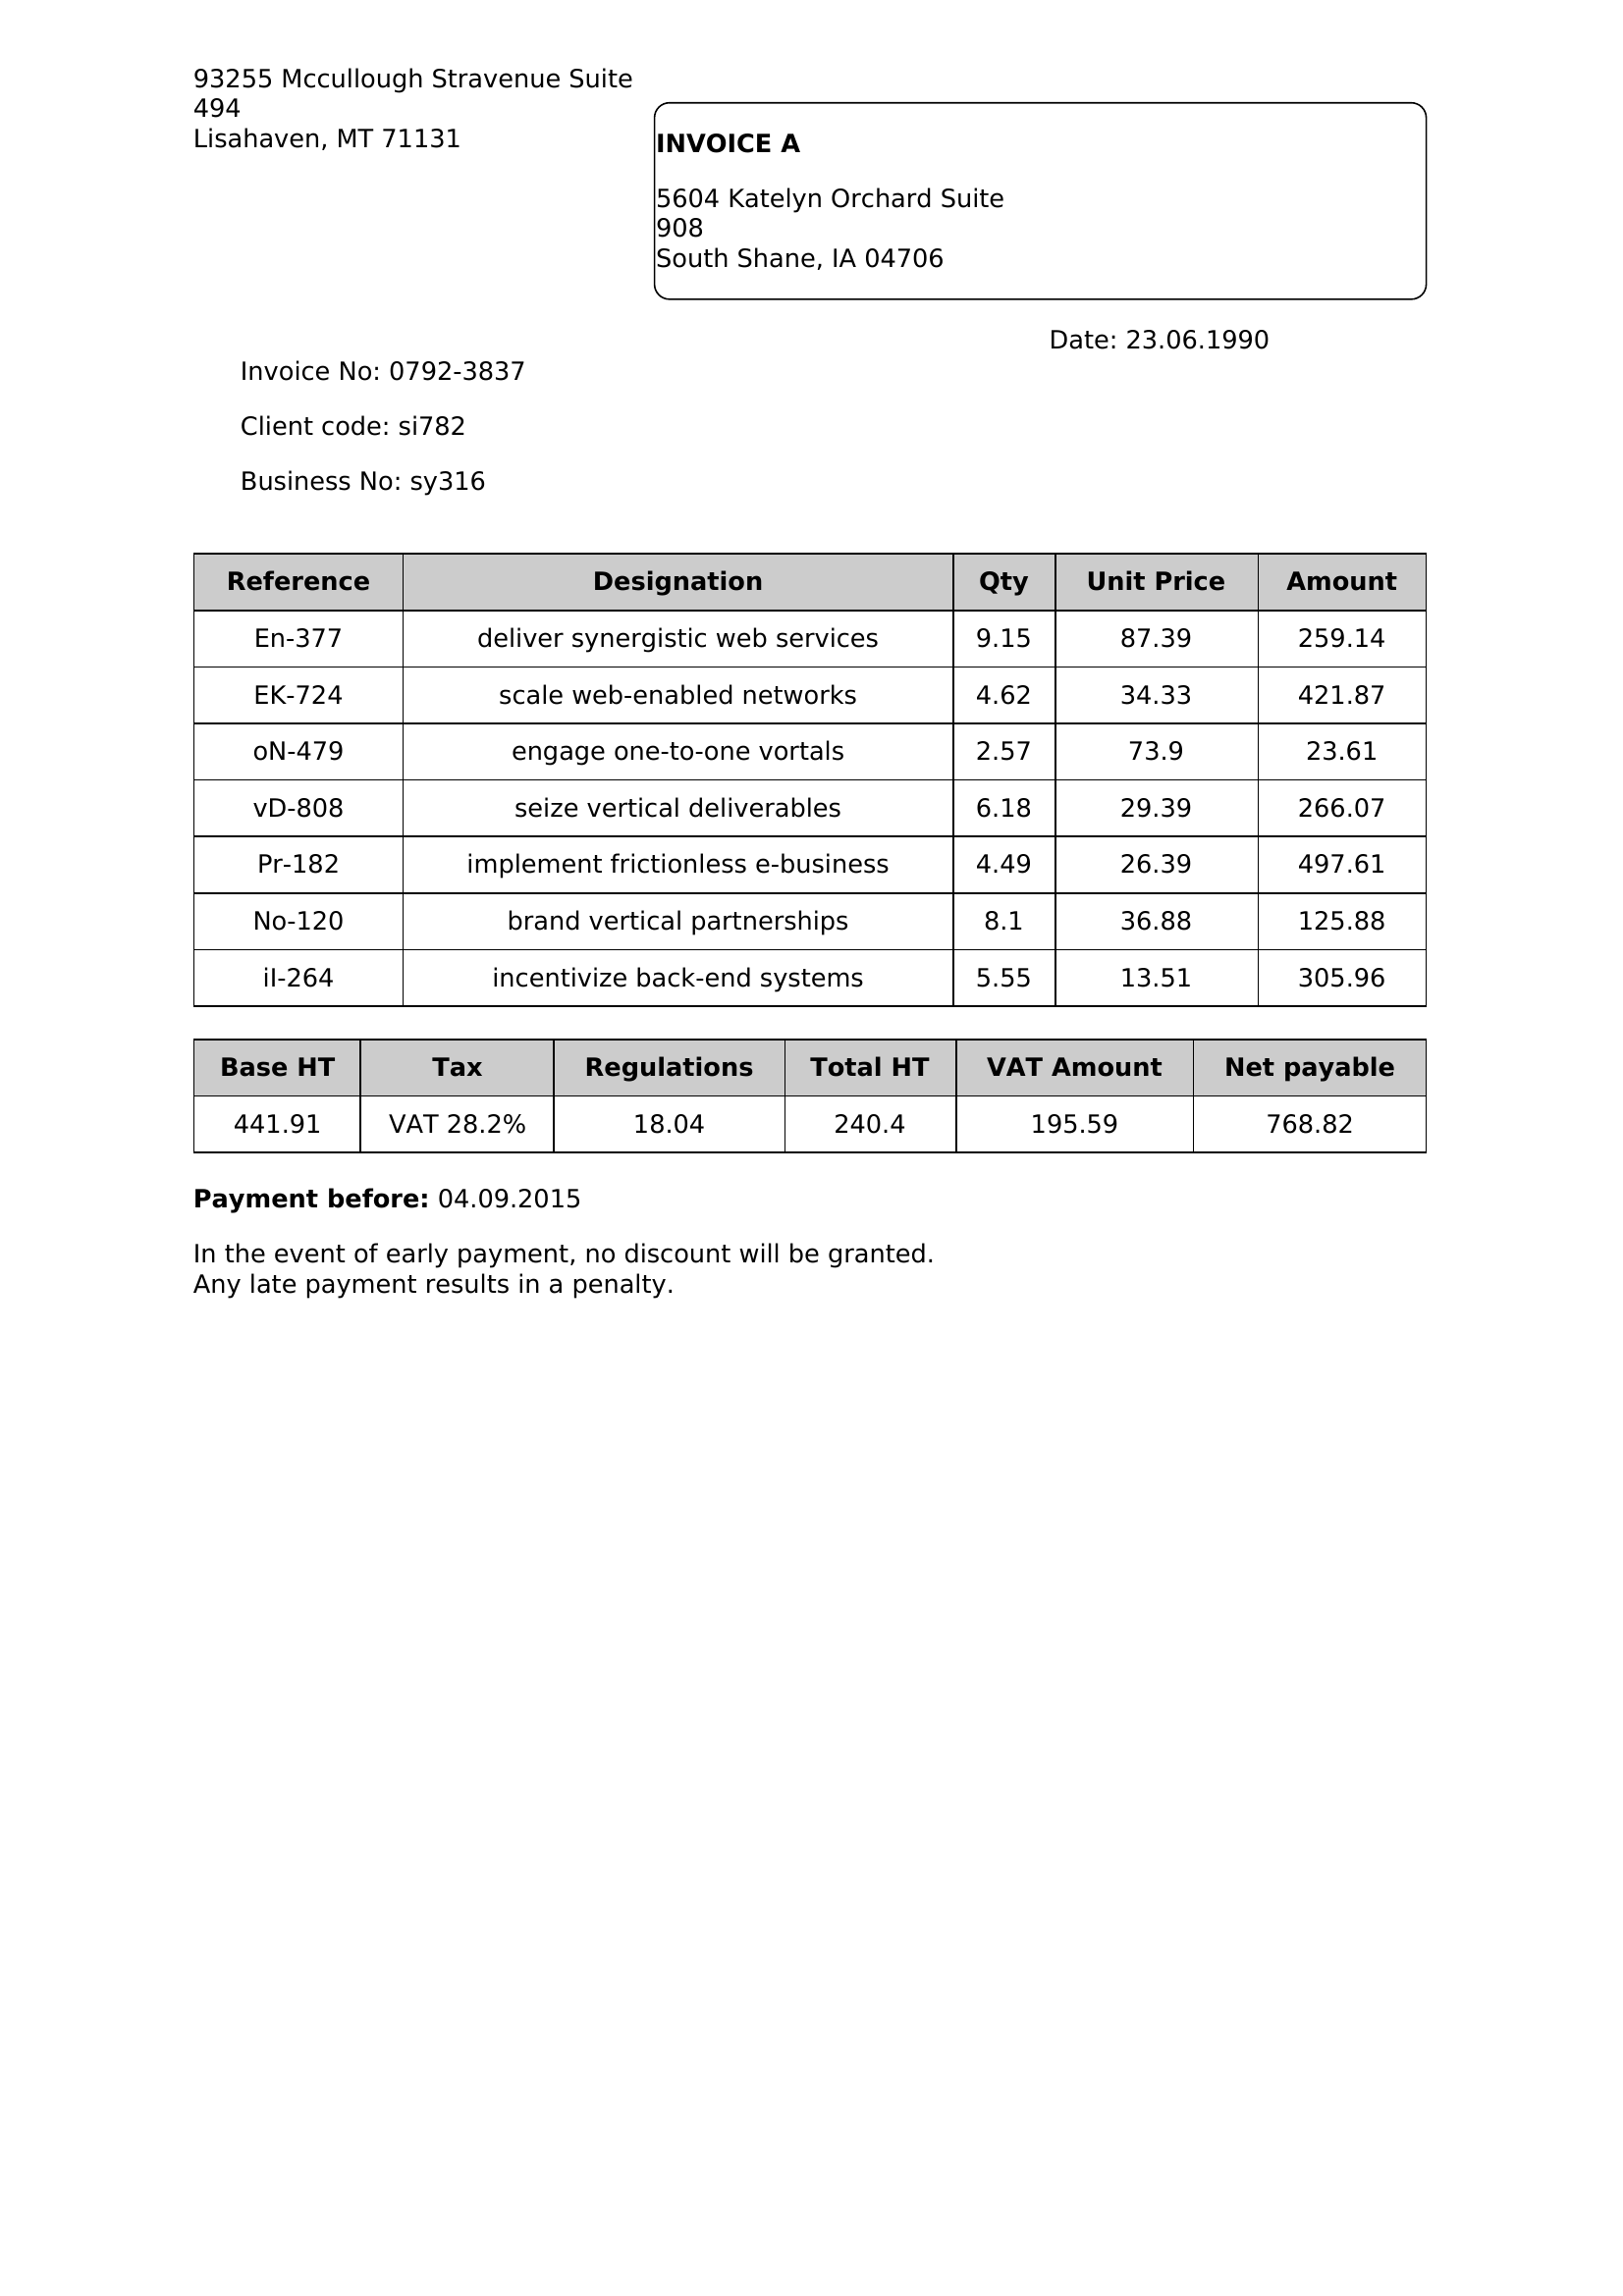 93255 Mccullough Stravenue Suite
494
Lisahaven, MT 71131
INVOICE A
5604 Katelyn Orchard Suite
908
South Shane, IA 04706
Date: 23.06.1990
Invoice No: 0792-3837
Client code: si782
Business No: sy316
Reference Designation Qty Unit Price Amount
En-377 deliver synergistic web services 9.15 87.39 259.14
EK-724 scale web-enabled networks 4.62 34.33 421.87
oN-479 engage one-to-one vortals 2.57 73.9 23.61
vD-808 seize vertical deliverables 6.18 29.39 266.07
Pr-182 implement frictionless e-business 4.49 26.39 497.61
No-120 brand vertical partnerships 8.1 36.88 125.88
iI-264 incentivize back-end systems 5.55 13.51 305.96
Base HT Tax Regulations Total HT VAT Amount Net payable
441.91 VAT 28.2% 18.04 240.4 195.59 768.82
Payment before: 04.09.2015
In the event of early payment, no discount will be granted.
Any late payment results in a penalty.